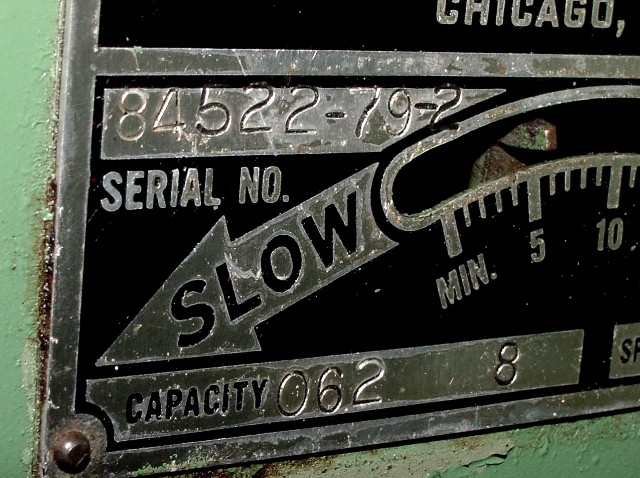 CHICAGO,
84522-79-2
SERIAL NO.
SLOW
MIN. 5 10
CAPACITY 062 8